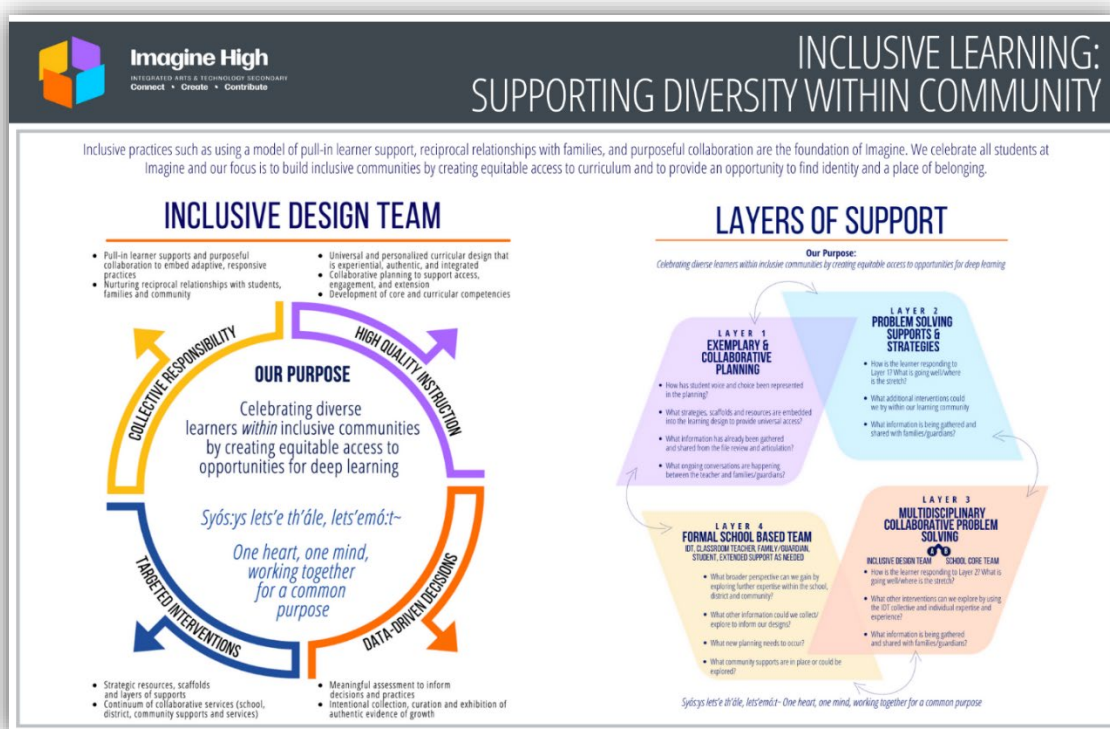 Imagine High
INTEGRATED ARTS & TECHNOLOGY SECONDARY
Connect • Create • Contribute
INCLUSIVE LEARNING:
SUPPORTING DIVERSITY WITHIN COMMUNITY
Inclusive practices such as using a model of pull-in learner support, reciprocal relationships with families, and purposeful collaboration are the foundation of Imagine. We celebrate all students at
Imagine and our focus is to build inclusive communities by creating equitable access to curriculum and to provide an opportunity to find identity and a place of belonging.
INCLUSIVE DESIGN TEAM
• Pull-in learner supports and purposeful
collaboration to embed adaptive, responsive
practices
• Nurturing reciprocal relationships with students,
families and community
• Universal and personalized curricular design that
is experiential, authentic, and integrated
• Collaborative planning to support access,
engagement, and extension
• Development of core and curricular competencies
COLLECTIVE RESPONSIBILITY
HIGH QUALITY INSTRUCTION
OUR PURPOSE
Celebrating diverse
learners within inclusive communities
by creating equitable access to
opportunities for deep learning
Syós:ys lets'e th'ále, lets'emó:t~
One heart, one mind,
working together
for a common
purpose
TARGETED INTERVENTIONS
DATA-DRIVEN DECISIONS
• Strategic resources, scaffolds
and layers of supports
• Continuum of collaborative services (school,
district, community supports and services)
• Meaningful assessment to inform
decisions and practices
• Intentional collection, curation and exhibition of
authentic evidence of growth
LAYERS OF SUPPORT
Our Purpose:
Celebrating diverse learners within inclusive communities by creating equitable access to opportunities for deep learning
LAYER 1
EXEMPLARY &
COLLABORATIVE
PLANNING
• How has student voice and choice been represented
in the planning?
• What strategies, scaffolds and resources are embedded
into the learning design to provide universal access?
• What information has already been gathered
and shared from the file review and articulation?
• What ongoing conversations are happening
between the teacher and families/guardians?
LAYER 2
PROBLEM SOLVING
SUPPORTS &
STRATEGIES
• How is the learner responding to
Layer 1? What is going well/where
is the stretch?
• What additional interventions could
we try within our learning community
• What information is being gathered and
shared with families/guardians?
LAYER 3
MULTIDISCIPLINARY
COLLABORATIVE PROBLEM
SOLVING
A B
INCLUSIVE DESIGN TEAM SCHOOL CORE TEAM
• How is the learner responding to Layer 2? What is
going well/where is the stretch?
• What other interventions can we explore by using
the IDT collective and individual expertise and
experience?
• What information is being gathered
and shared with families/guardians?
LAYER 4
FORMAL SCHOOL BASED TEAM
IDT, CLASSROOM TEACHER, FAMILY/GUARDIAN,
STUDENT, EXTENDED SUPPORT AS NEEDED
• What broader perspective can we gain by
exploring further expertise within the school,
district and community?
• What other information could we collect/
explore to inform our designs?
• What new planning needs to occur?
• What community supports are in place or could be
explored?
Syós:ys lets'e th'ále, lets'emó:t~ One heart, one mind, working together for a common purpose